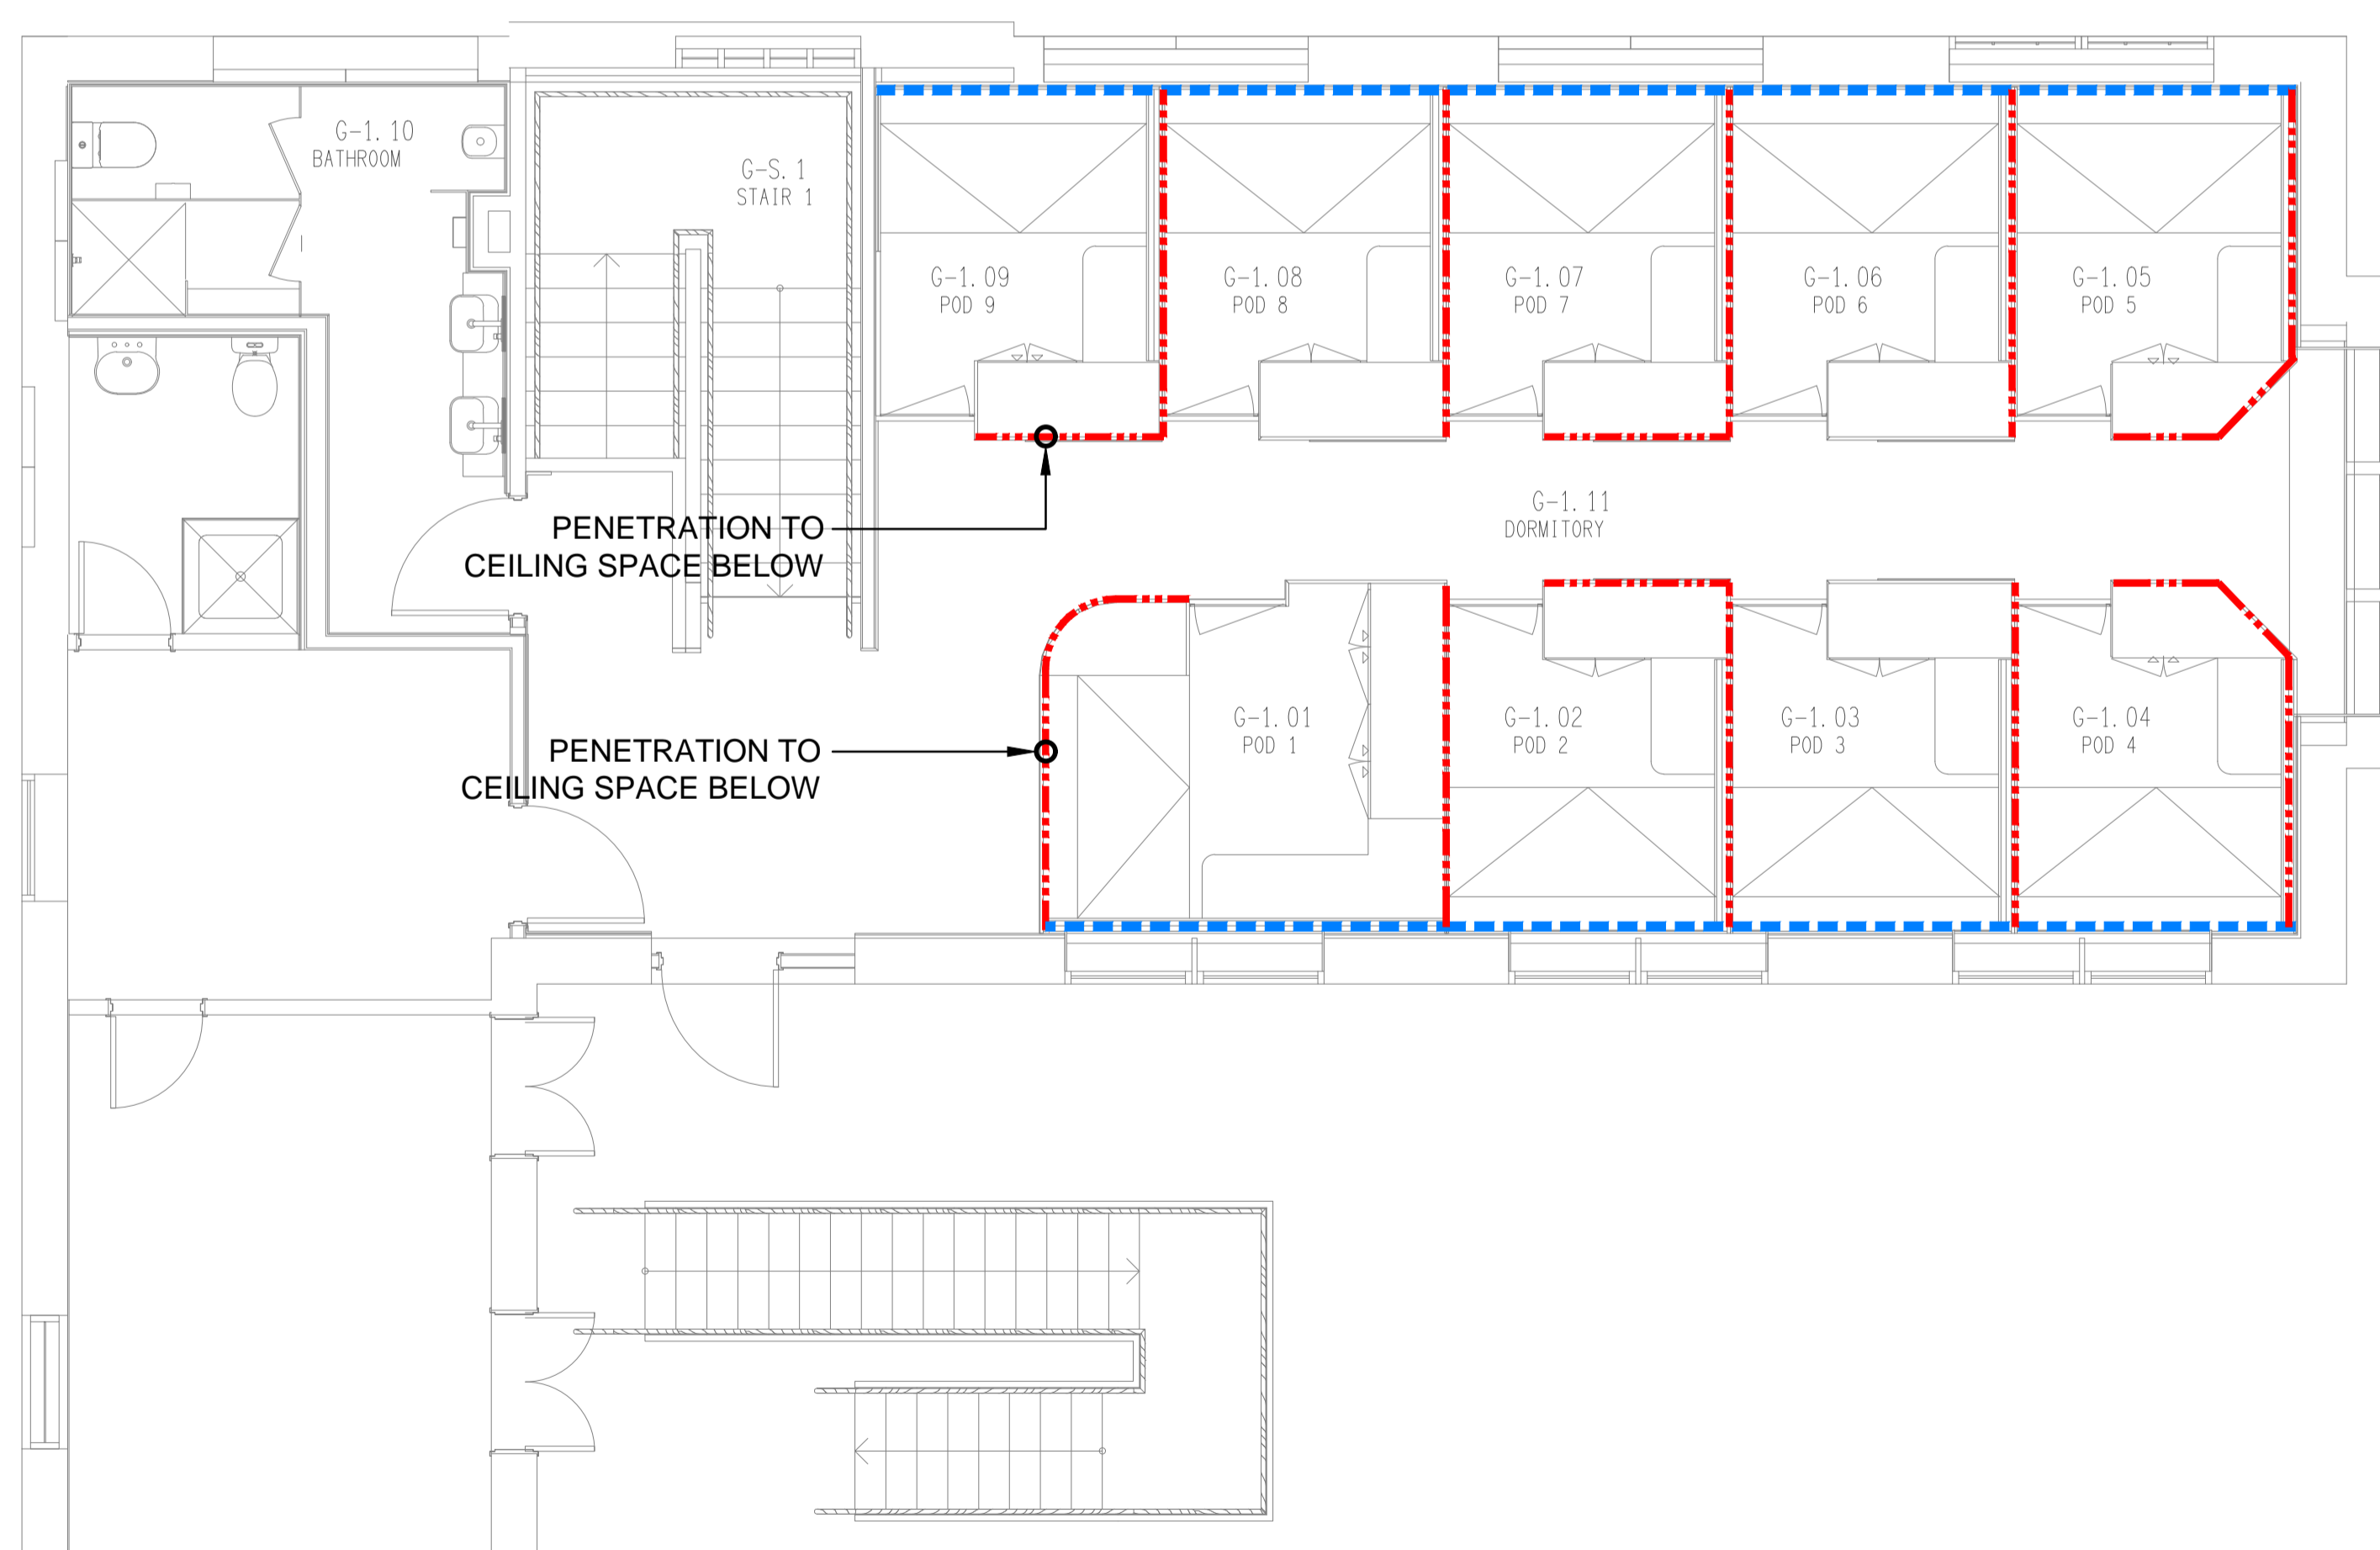 G-1.10
BATHROOM
G-S.1
STAIR 1
G-1.09
POD 9
G-1.08
POD 8
G-1.07
POD 7
G-1.06
POD 6
G-1.05
POD 5
G-1.11
DORMITORY
PENETRATION TO
CEILING SPACE BELOW
PENETRATION TO
CEILING SPACE BELOW
G-1.01
POD 1
G-1.02
POD 2
G-1.03
POD 3
G-1.04
POD 4